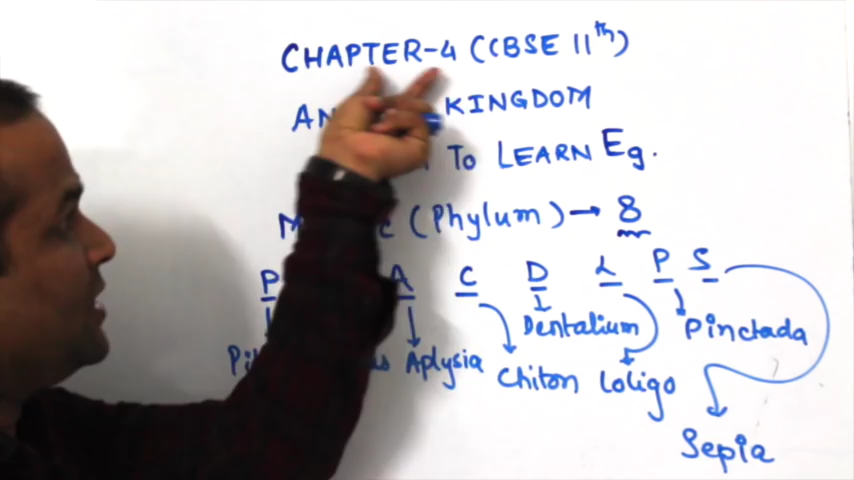 CHAPTER-4 (CBSE 11th)
KINGDOM
TO LEARN Eg.
(Phylum) → 8
P A C D L P S
Dentalium Pinctada
Aplysia Chiton Loligo
Sepia